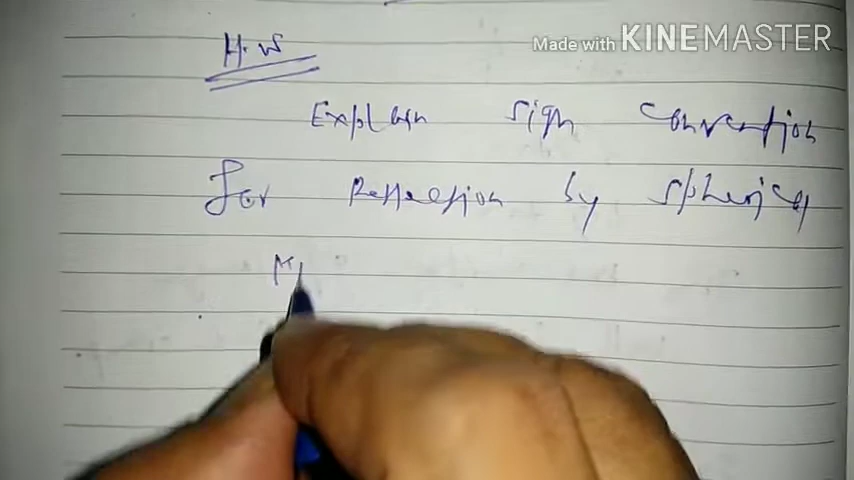 Made with KINEMASTER
H.W
Explain sign convention
for Reflection by spherical
M